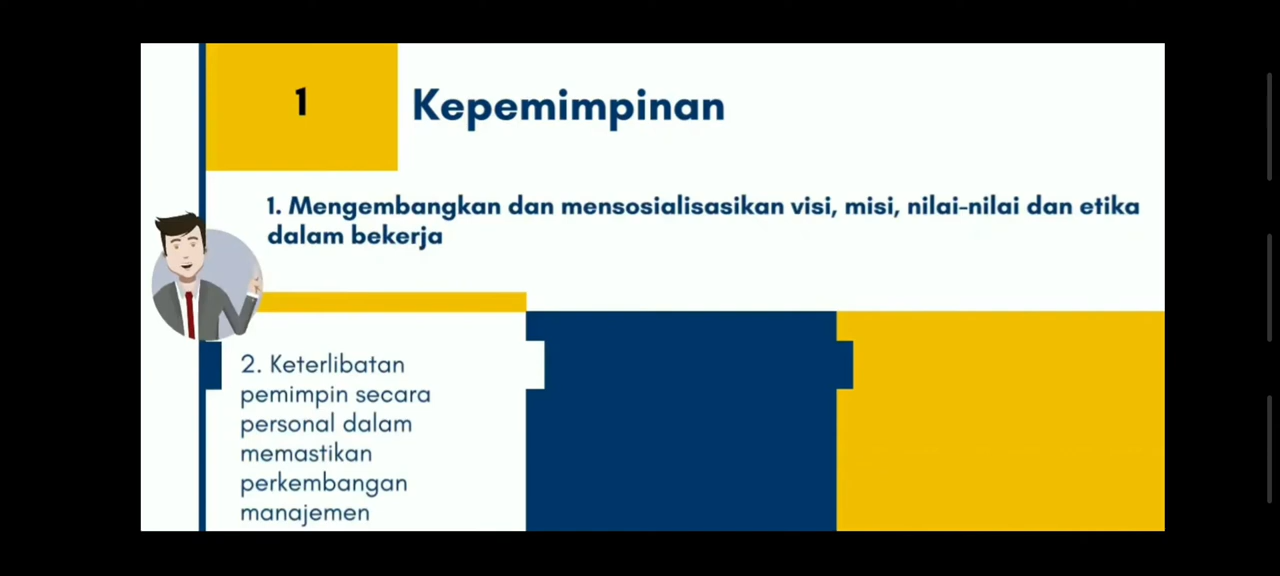 1
Kepemimpinan
1. Mengembangkan dan mensosialisasikan visi, misi, nilai-nilai dan etika
dalam bekerja
2. Keterlibatan
pemimpin secara
personal dalam
memastikan
perkembangan
manajemen